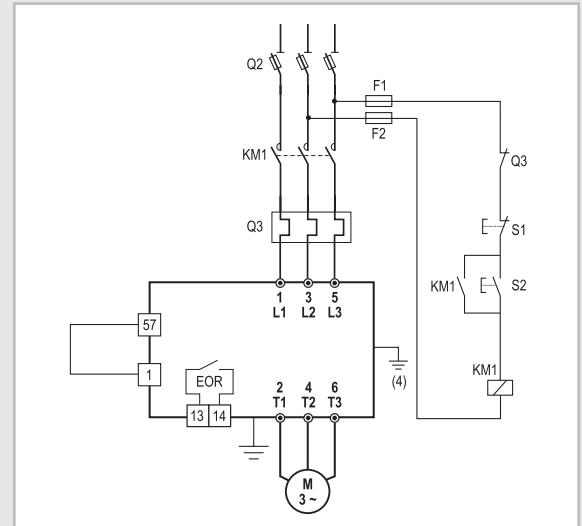 Q2
F1
F2
KM1
Q3
Q3
S1
KM1
S2
1 3 5
L1 L2 L3
57
1
EOR
13 14
(4)
KM1
2 4 6
T1 T2 T3
M
3 ~